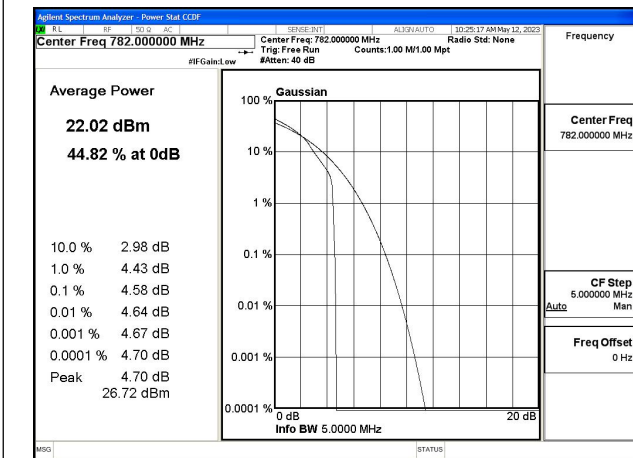 Agilent Spectrum Analyzer - Power Stat CCDF
RL RF 50 Ω AC SENSE:INT ALIGN AUTO 10:25:17 AM May 12, 2023
Center Freq 782.000000 MHz
Center Freq: 782.000000 MHz Radio Std: None
Trig: Free Run Counts:1.00 M/1.00 Mpt
#IFGain:Low #Atten: 40 dB
Average Power
22.02 dBm
44.82 % at 0dB
10.0 % 2.98 dB
1.0 % 4.43 dB
0.1 % 4.58 dB
0.01 % 4.64 dB
0.001 % 4.67 dB
0.0001 % 4.70 dB
Peak 4.70 dB
26.72 dBm
Gaussian
100 %
10 %
1 %
0.1 %
0.01 %
0.001 %
0.0001 %
0 dB 20 dB
Info BW 5.0000 MHz
Frequency
Center Freq
782.000000 MHz
CF Step
5.000000 MHz
Auto Man
Freq Offset
0 Hz
MSG STATUS